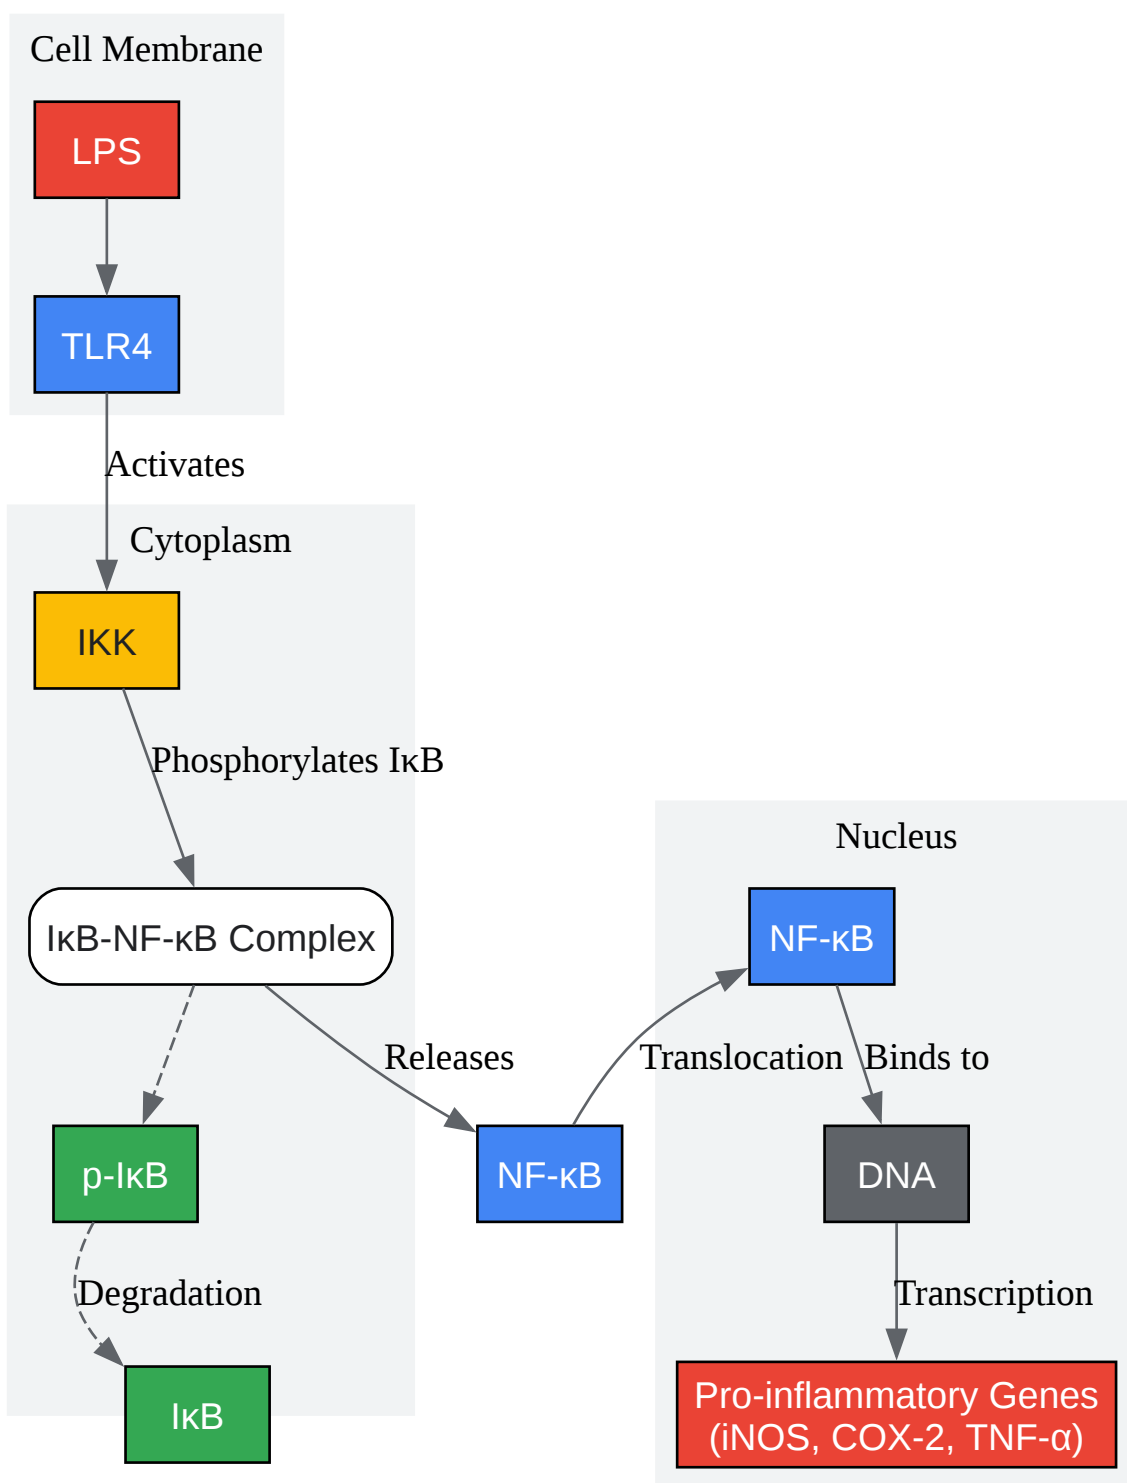 Cell Membrane
LPS
TLR4
Activates
Cytoplasm
IKK
Phosphorylates IκB
IκB-NF-κB Complex
Releases
p-IκB
NF-κB
Degradation
IκB
Nucleus
NF-κB
Translocation
Binds to
DNA
Transcription
Pro-inflammatory Genes
(iNOS, COX-2, TNF-α)